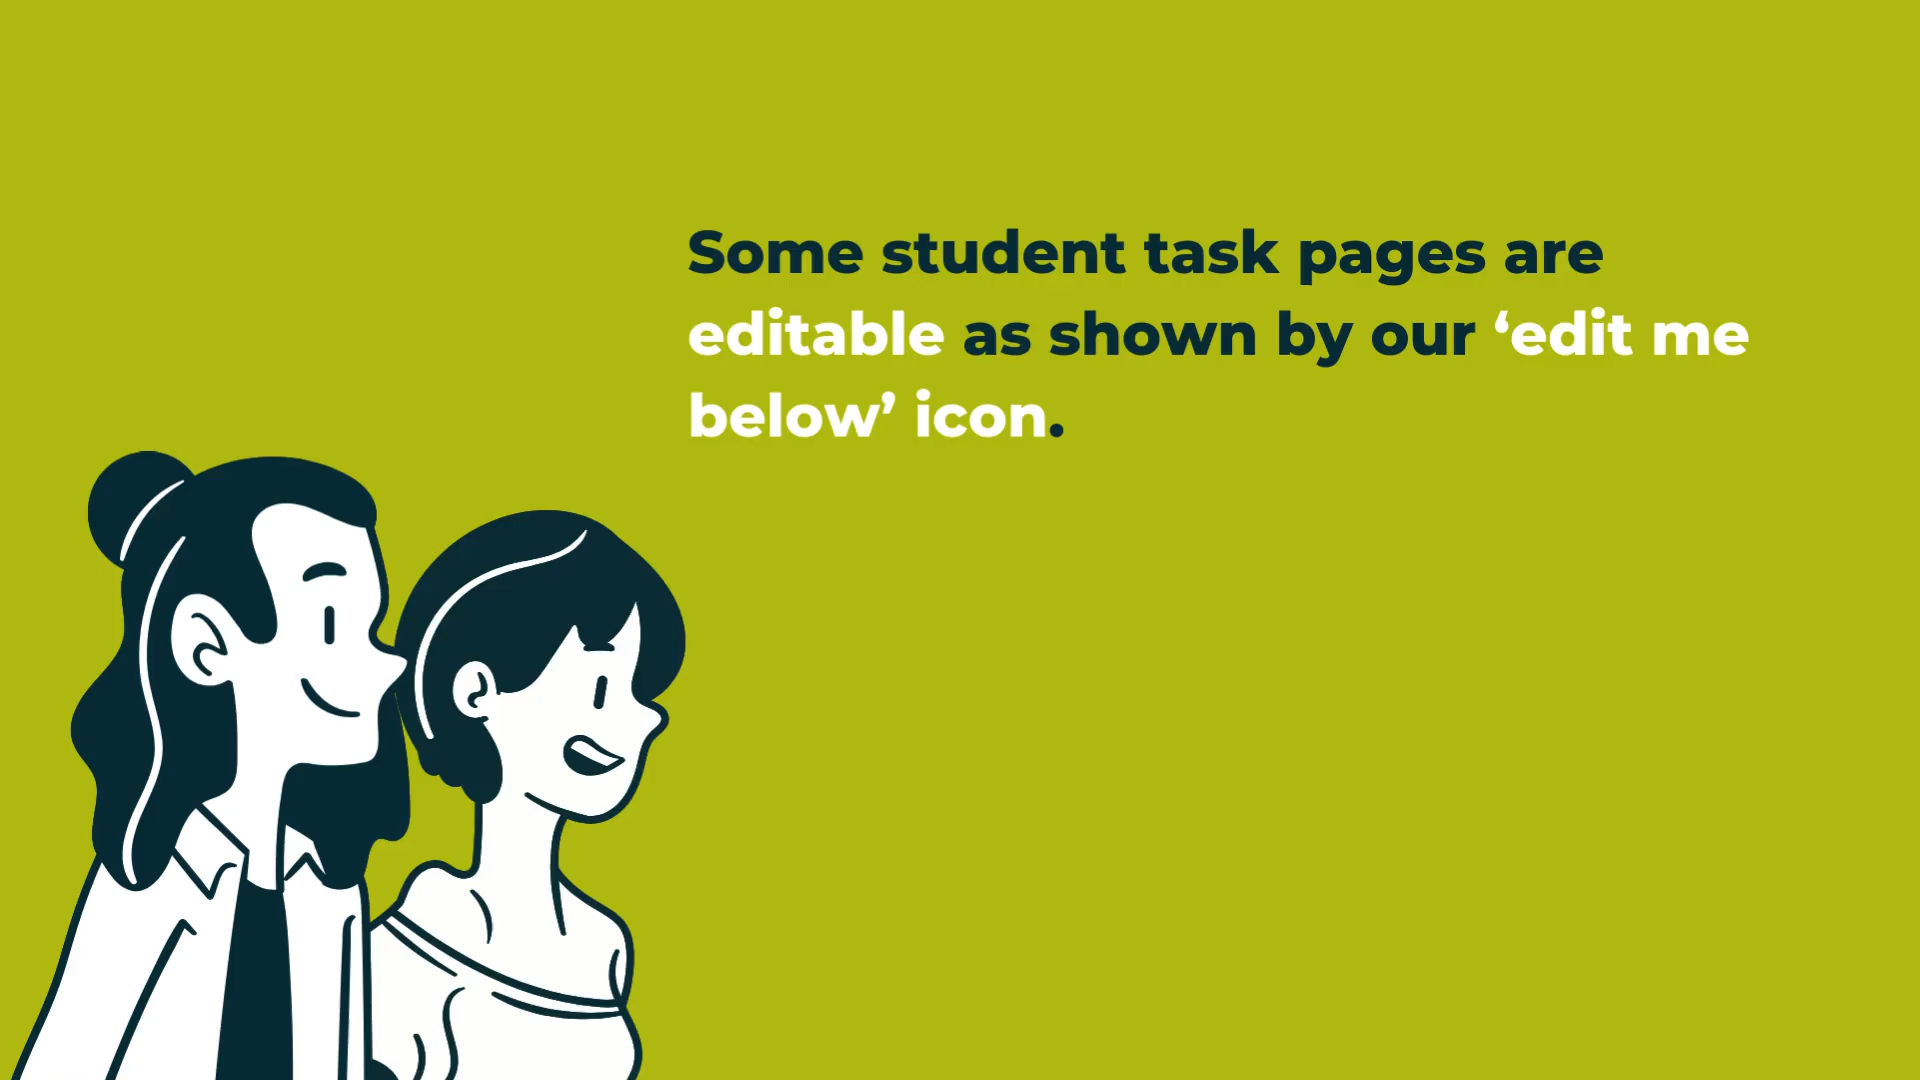 Some student task pages are
editable as shown by our ‘edit me
below’ icon.